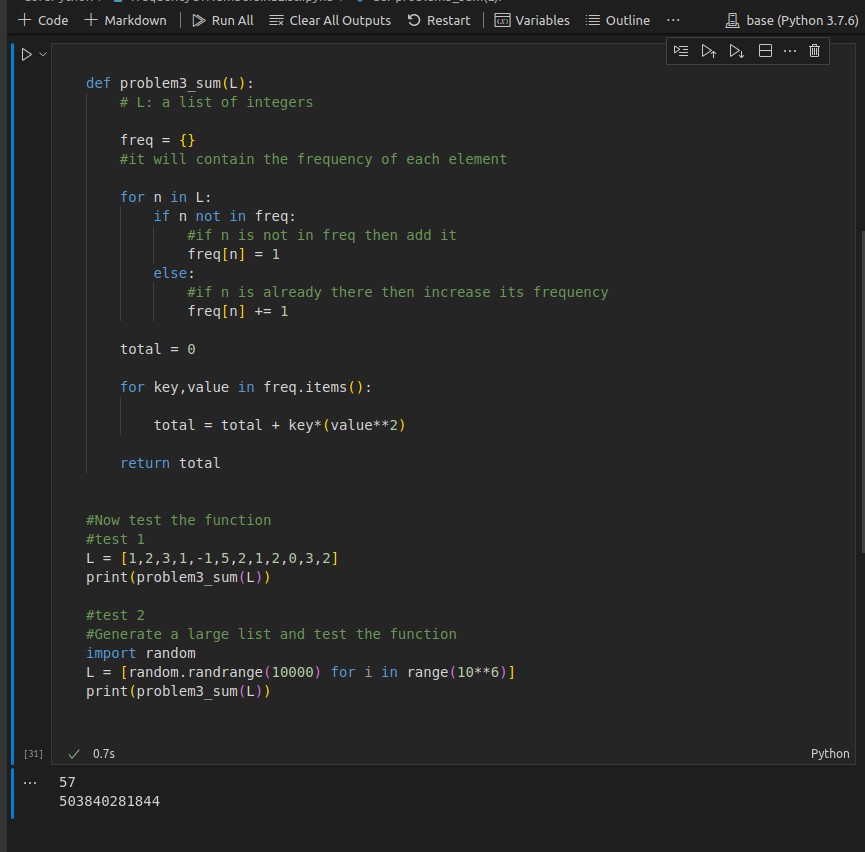 Code Markdown Run All Clear All Outputs Restart Variables Outline ... base (Python 3.7.6)
def problem3_sum(L):
# L: a list of integers
freq = {}
#it will contain the frequency of each element
for n in L:
if n not in freq:
#if n is not in freq then add it
freq[n] = 1
else:
#if n is already there then increase its frequency
freq[n] += 1
total = 0
for key,value in freq.items():
total = total + key*(value**2)
return total
#Now test the function
#test 1
L = [1,2,3,1,-1,5,2,1,2,0,3,2]
print(problem3_sum(L))
#test 2
#Generate a large list and test the function
import random
L = [random.randrange(10000) for i in range(10**6)]
print(problem3_sum(L))
[31] 0.7s Python
... 57
503840281844